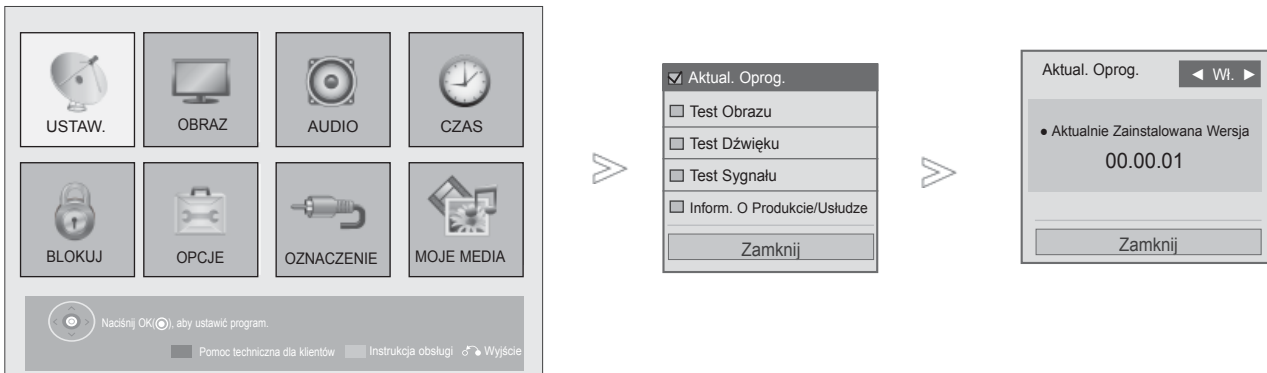 USTAW.
OBRAZ
AUDIO
CZAS
BLOKUJ
OPCJE
OZNACZENIE
MOJE MEDIA
Naciśnij OK(◉), aby ustawić program.
Pomoc techniczna dla klientów Instrukcja obsługi Wyjście
Aktual. Oprog.
Test Obrazu
Test Dźwięku
Test Sygnału
Inform. O Produkcie/Usłudze
Zamknij
Aktual. Oprog. ◄ Wł. ►
● Aktualnie Zainstalowana Wersja
00.00.01
Zamknij